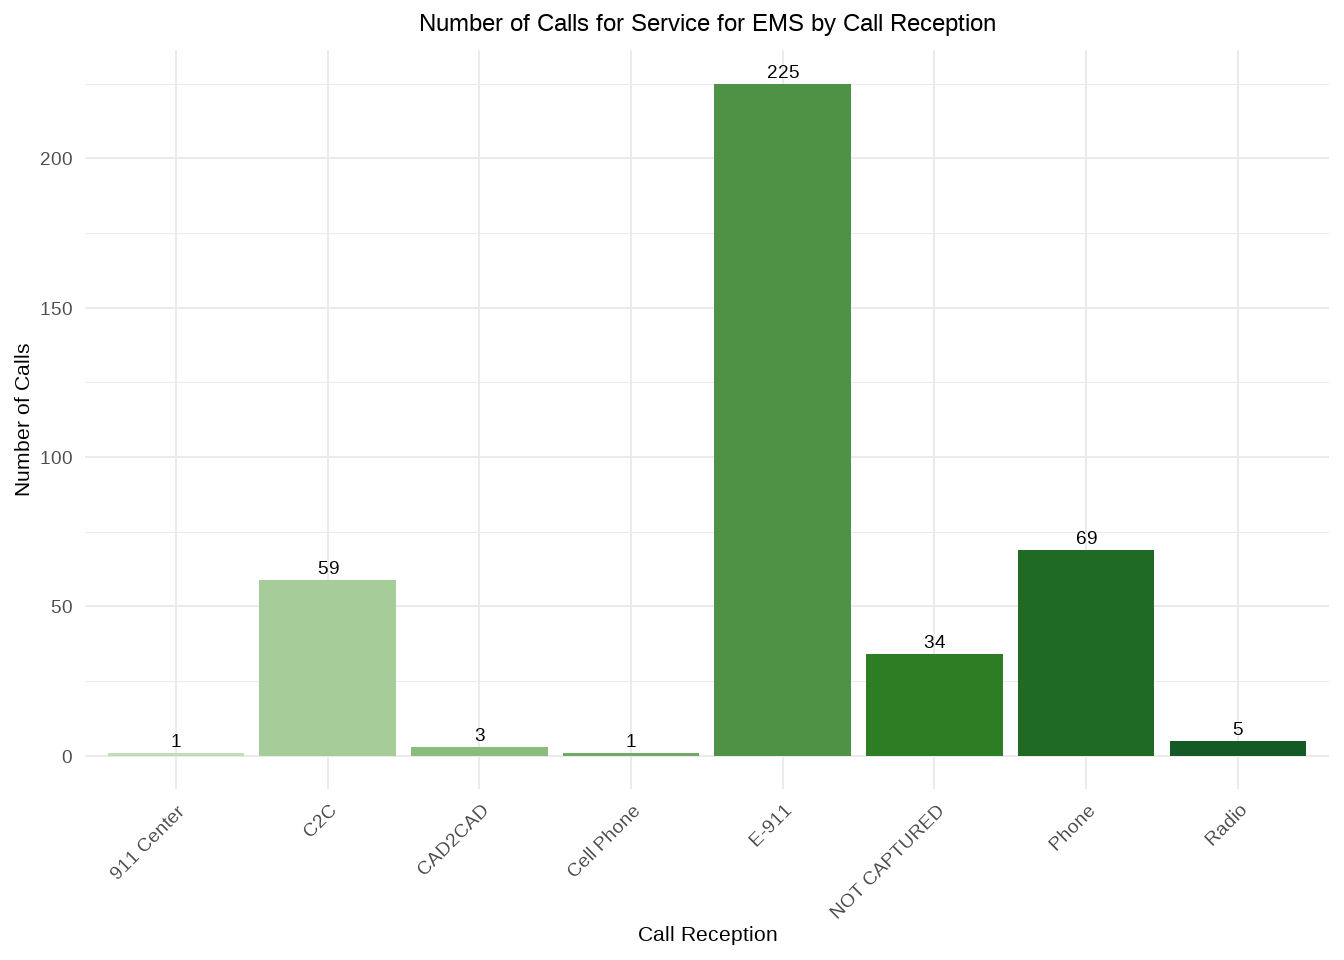 Number of Calls for Service for EMS by Call Reception
225
200
150
Number of Calls
100
69
59
50
34
5
3
1
1
0
911 Center
C2C
CAD2CAD
Cell Phone
E-911
NOT CAPTURED
Phone
Radio
Call Reception